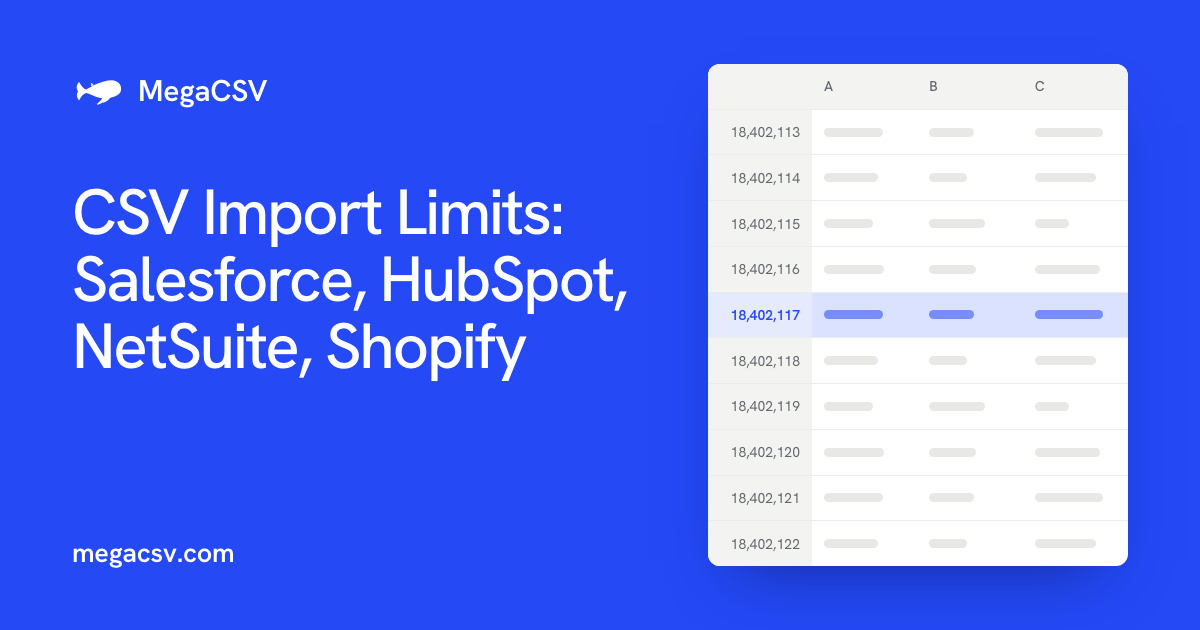 MegaCSV
CSV Import Limits:
Salesforce, HubSpot,
NetSuite, Shopify
megacsv.com
A B C
18,402,113
18,402,114
18,402,115
18,402,116
18,402,117
18,402,118
18,402,119
18,402,120
18,402,121
18,402,122